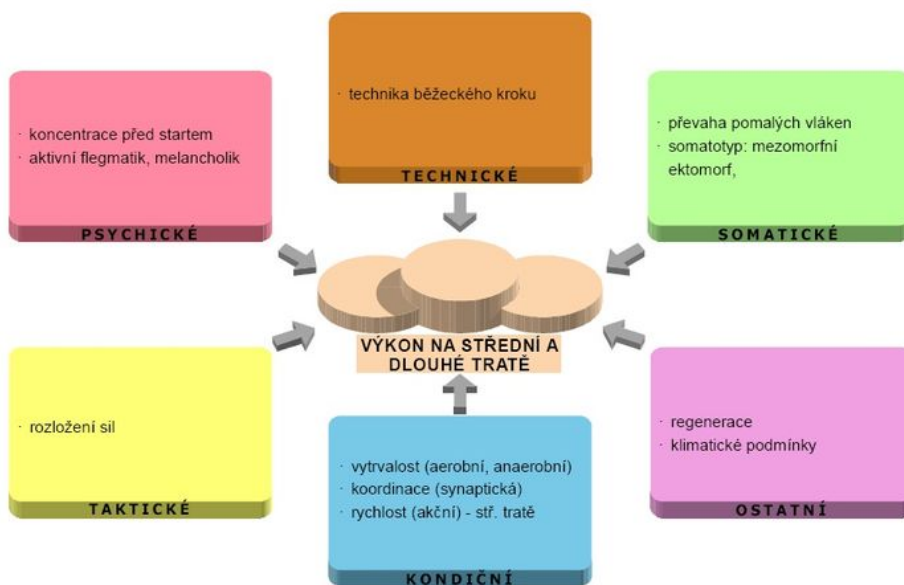 · koncentrace před startem
· aktivní flegmatik, melancholik
PSYCHICKÉ
· technika běžeckého kroku
TECHNICKÉ
· převaha pomalých vláken
· somatotyp: mezomorfní
ektomorf,
SOMATICKÉ
VÝKON NA STŘEDNÍ A
DLOUHÉ TRATĚ
· rozložení sil
TAKTICKÉ
· vytrvalost (aerobní, anaerobní)
· koordinace (synaptická)
· rychlost (akční) - stř. tratě
KONDIČNÍ
· regenerace
· klimatické podmínky
OSTATNÍ